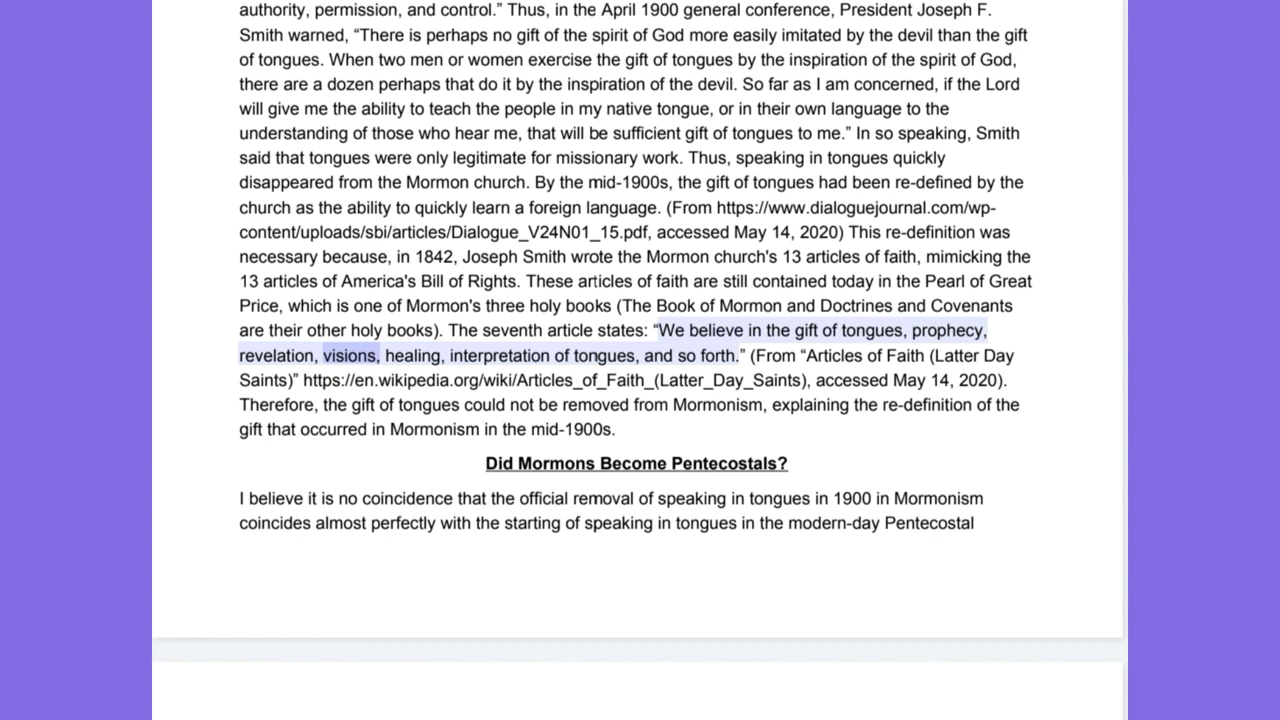 authority, permission, and control.” Thus, in the April 1900 general conference, President Joseph F.
Smith warned, “There is perhaps no gift of the spirit of God more easily imitated by the devil than the gift
of tongues. When two men or women exercise the gift of tongues by the inspiration of the spirit of God,
there are a dozen perhaps that do it by the inspiration of the devil. So far as I am concerned, if the Lord
will give me the ability to teach the people in my native tongue, or in their own language to the
understanding of those who hear me, that will be sufficient gift of tongues to me.” In so speaking, Smith
said that tongues were only legitimate for missionary work. Thus, speaking in tongues quickly
disappeared from the Mormon church. By the mid-1900s, the gift of tongues had been re-defined by the
church as the ability to quickly learn a foreign language. (From https://www.dialoguejournal.com/wp-
content/uploads/sbi/articles/Dialogue_V24N01_15.pdf, accessed May 14, 2020) This re-definition was
necessary because, in 1842, Joseph Smith wrote the Mormon church's 13 articles of faith, mimicking the
13 articles of America's Bill of Rights. These articles of faith are still contained today in the Pearl of Great
Price, which is one of Mormon's three holy books (The Book of Mormon and Doctrines and Covenants
are their other holy books). The seventh article states: “We believe in the gift of tongues, prophecy,
revelation, visions, healing, interpretation of tongues, and so forth.” (From “Articles of Faith (Latter Day
Saints)” https://en.wikipedia.org/wiki/Articles_of_Faith_(Latter_Day_Saints), accessed May 14, 2020).
Therefore, the gift of tongues could not be removed from Mormonism, explaining the re-definition of the
gift that occurred in Mormonism in the mid-1900s.
Did Mormons Become Pentecostals?
I believe it is no coincidence that the official removal of speaking in tongues in 1900 in Mormonism
coincides almost perfectly with the starting of speaking in tongues in the modern-day Pentecostal